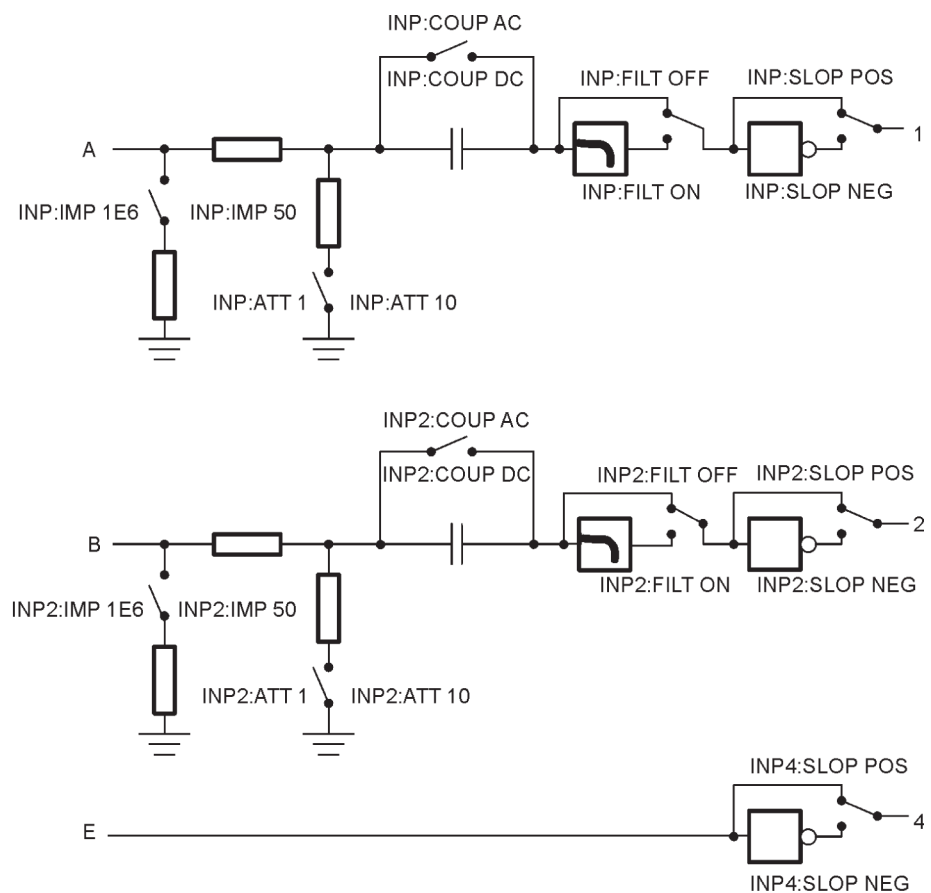 INP:COUP AC
INP:COUP DC
INP:FILT OFF
INP:SLOP POS
A
1
INP:FILT ON
INP:SLOP NEG
INP:IMP 1E6
INP:IMP 50
INP:ATT 1
INP:ATT 10
INP2:COUP AC
INP2:COUP DC
INP2:FILT OFF
INP2:SLOP POS
B
2
INP2:FILT ON
INP2:SLOP NEG
INP2:IMP 1E6
INP2:IMP 50
INP2:ATT 1
INP2:ATT 10
INP4:SLOP POS
E
4
INP4:SLOP NEG